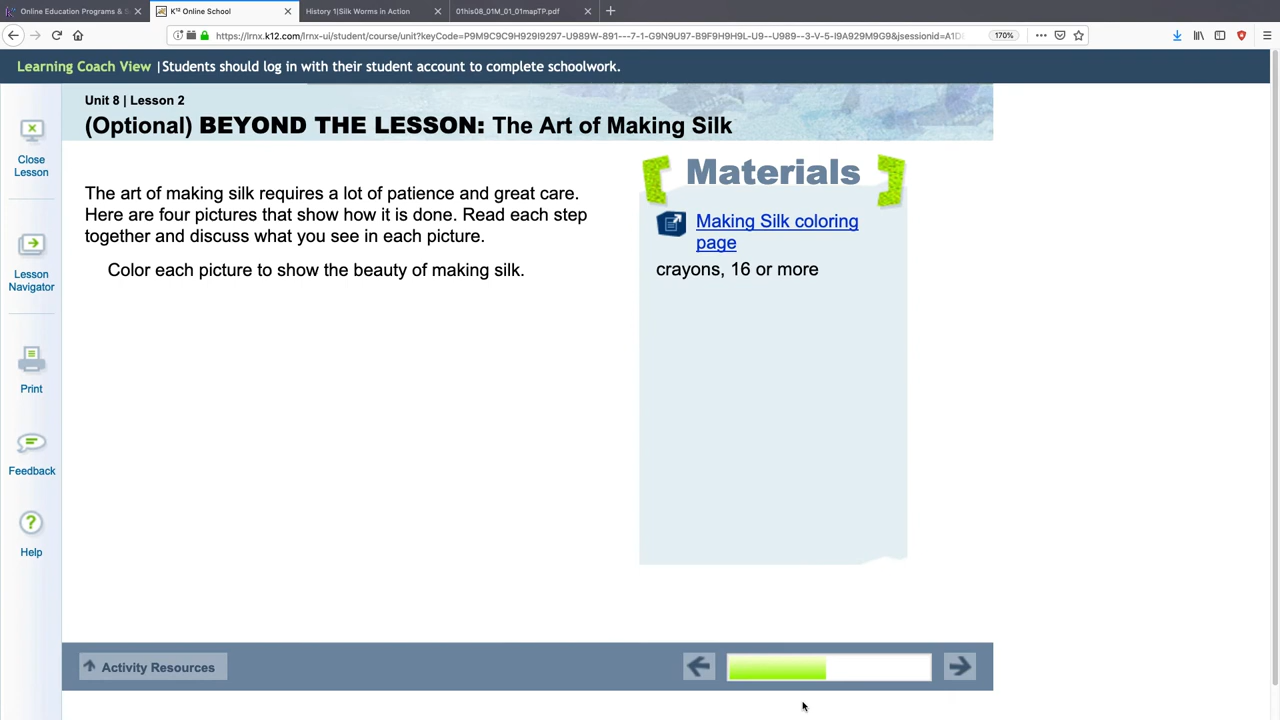 Online Education Programs & S
K¹² Online School
History 1|Silk Worms in Action
01his08_01M_01_01mapTP.pdf
https://lrnx.k12.com/lrnx-ui/student/course/unit?keyCode=P9M9C9C9H929I9297-U989W-891---7-1-G9N9U97-B9F9H9H9L-U9--U989--3-V-5-I9A929M9G9&jsessionid=A1D
170%
Learning Coach View |Students should log in with their student account to complete schoolwork.
Unit 8 | Lesson 2
(Optional) BEYOND THE LESSON: The Art of Making Silk
Close
Lesson
Lesson
Navigator
Print
Feedback
Help
The art of making silk requires a lot of patience and great care.
Here are four pictures that show how it is done. Read each step
together and discuss what you see in each picture.
Color each picture to show the beauty of making silk.
Materials
Making Silk coloring
page
crayons, 16 or more
Activity Resources